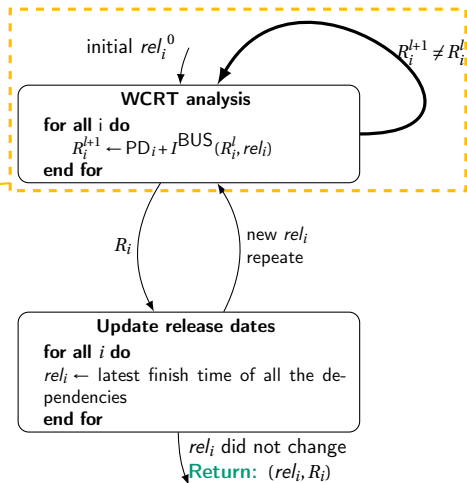 initial rel_i^0
R_i^{l+1} ≠ R_i^l
WCRT analysis
for all i do
R_i^{l+1} ← PD_i + I^{BUS}(R_i^l, rel_i)
end for
R_i
new rel_i
repeat
Update release dates
for all i do
rel_i ← latest finish time of all the de-
pendencies
end for
rel_i did not change
Return: (rel_i, R_i)